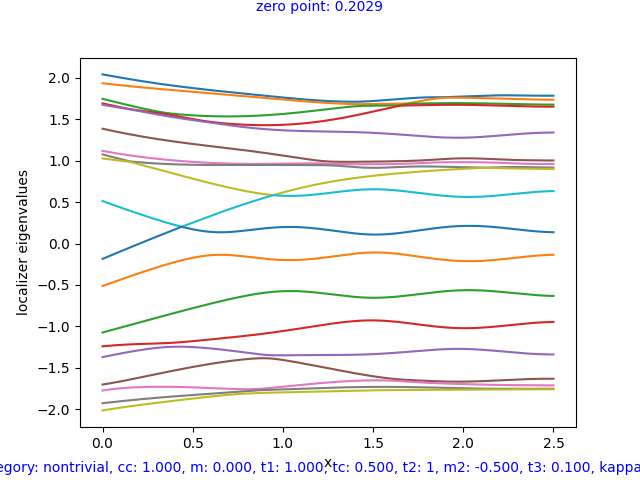 zero point: 0.2029
localizer eigenvalues
2.0
1.5
1.0
0.5
0.0
−0.5
−1.0
−1.5
−2.0
0.0 0.5 1.0 1.5 2.0 2.5
x
egory: nontrivial, cc: 1.000, m: 0.000, t1: 1.000, tc: 0.500, t2: 1, m2: -0.500, t3: 0.100, kappa